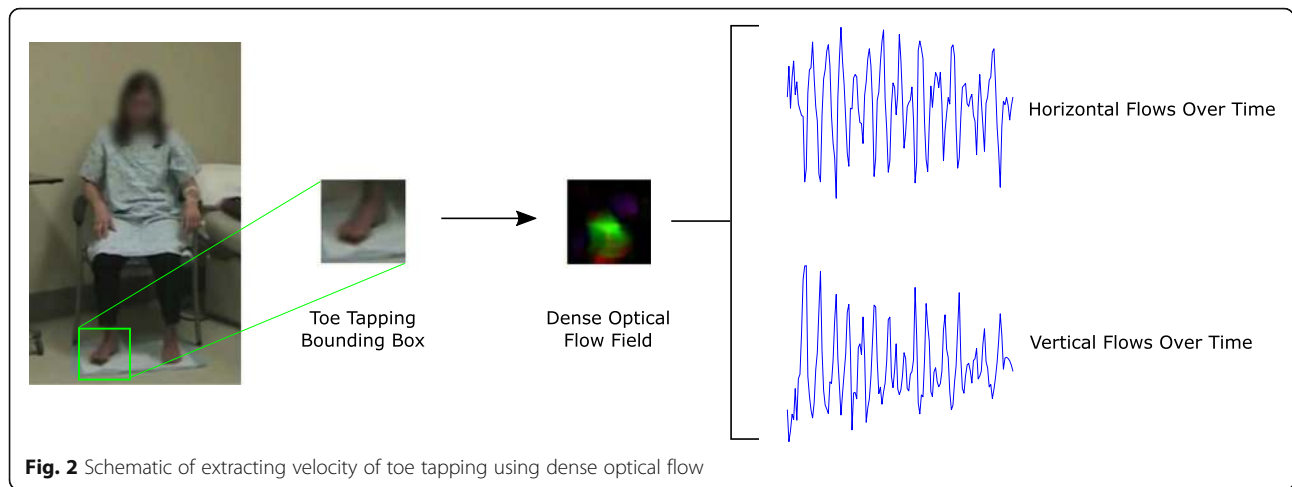 Toe Tapping
Bounding Box
Dense Optical
Flow Field
Horizontal Flows Over Time
Vertical Flows Over Time
Fig. 2 Schematic of extracting velocity of toe tapping using dense optical flow